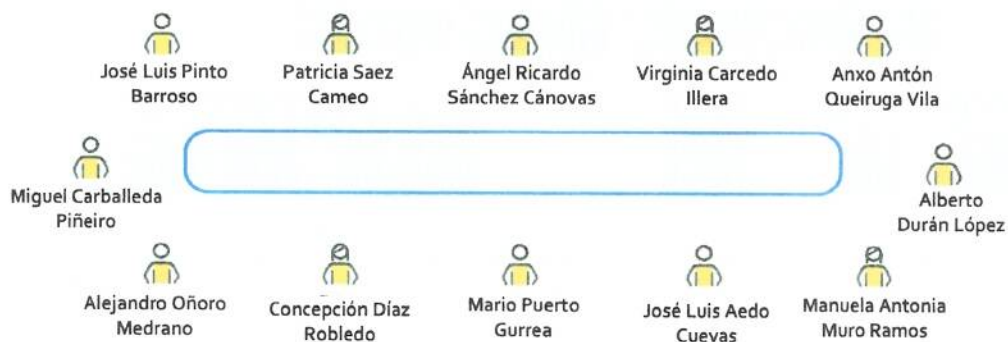 José Luis Pinto
Barroso
Patricia Saez
Cameo
Ángel Ricardo
Sánchez Cánovas
Virginia Carcedo
Illera
Anxo Antón
Queiruga Vila
Miguel Carballeda
Piñeiro
Alberto
Durán López
Alejandro Oñoro
Medrano
Concepción Díaz
Robledo
Mario Puerto
Gurrea
José Luis Aedo
Cuevas
Manuela Antonia
Muro Ramos